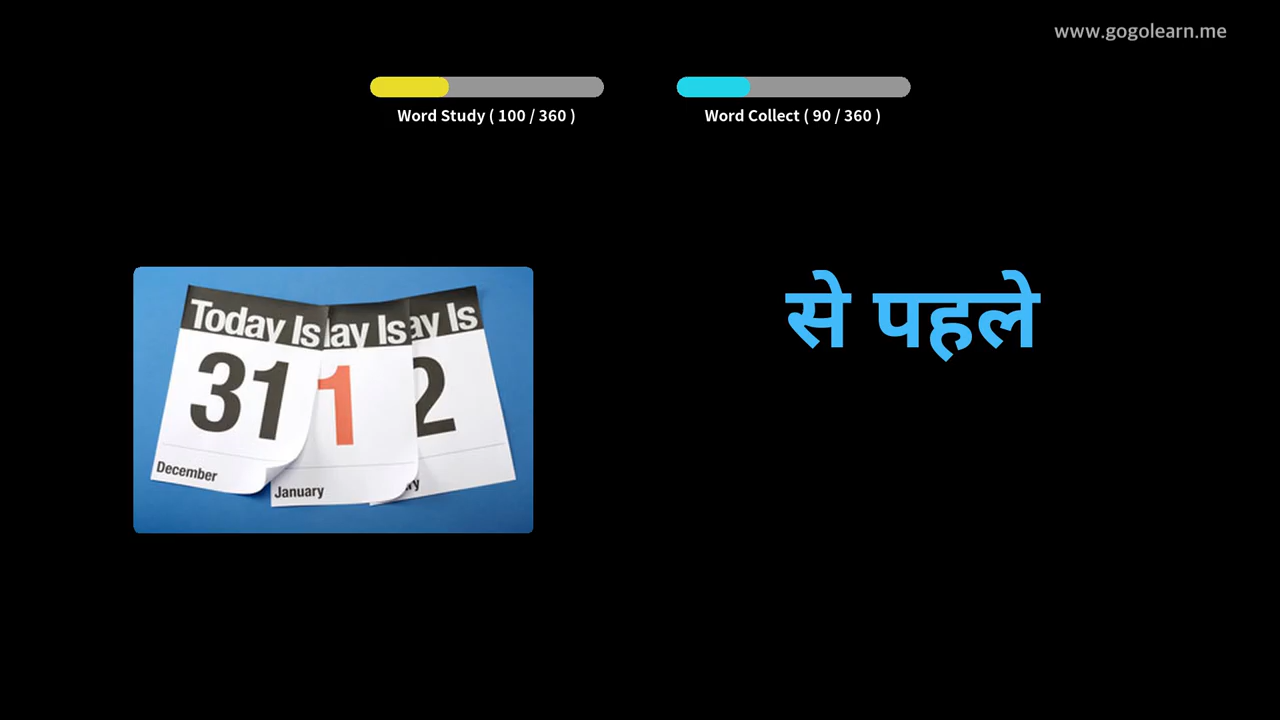 www.gogolearn.me
Word Study ( 100 / 360 )
Word Collect ( 90 / 360 )
से पहले
Today Is
ay Is
ay Is
31
1
2
December
January
ry